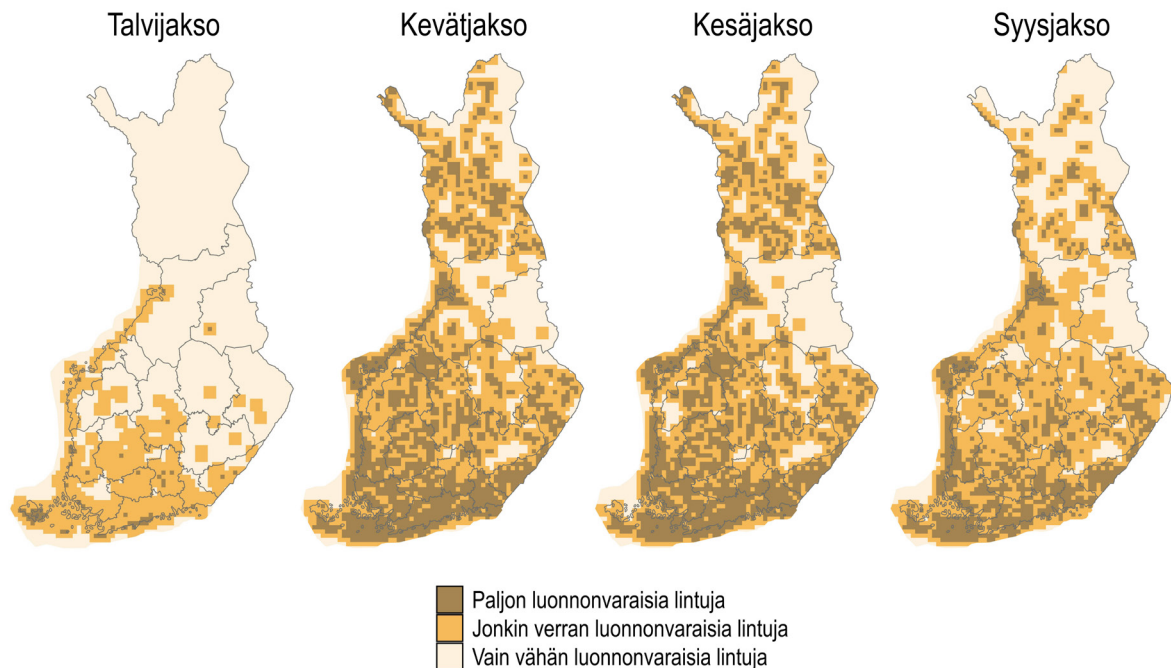 Talvijakso
Kevätjakso
Kesäjakso
Syysjakso
Paljon luonnonvaraisia lintuja
Jonkin verran luonnonvaraisia lintuja
Vain vähän luonnonvaraisia lintuja